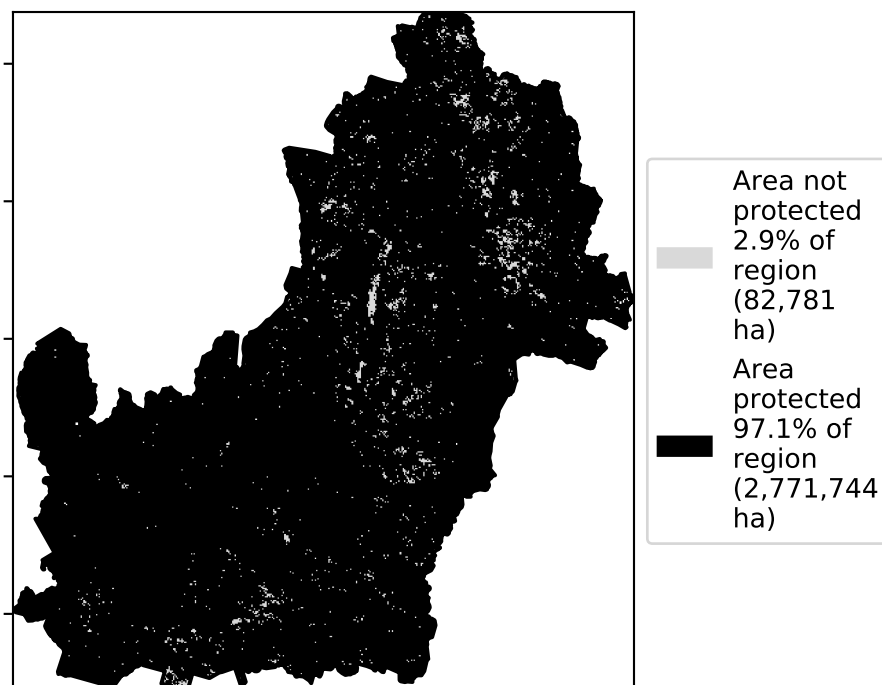 Area not
protected
2.9% of
region
(82,781
ha)
Area
protected
97.1% of
region
(2,771,744
ha)